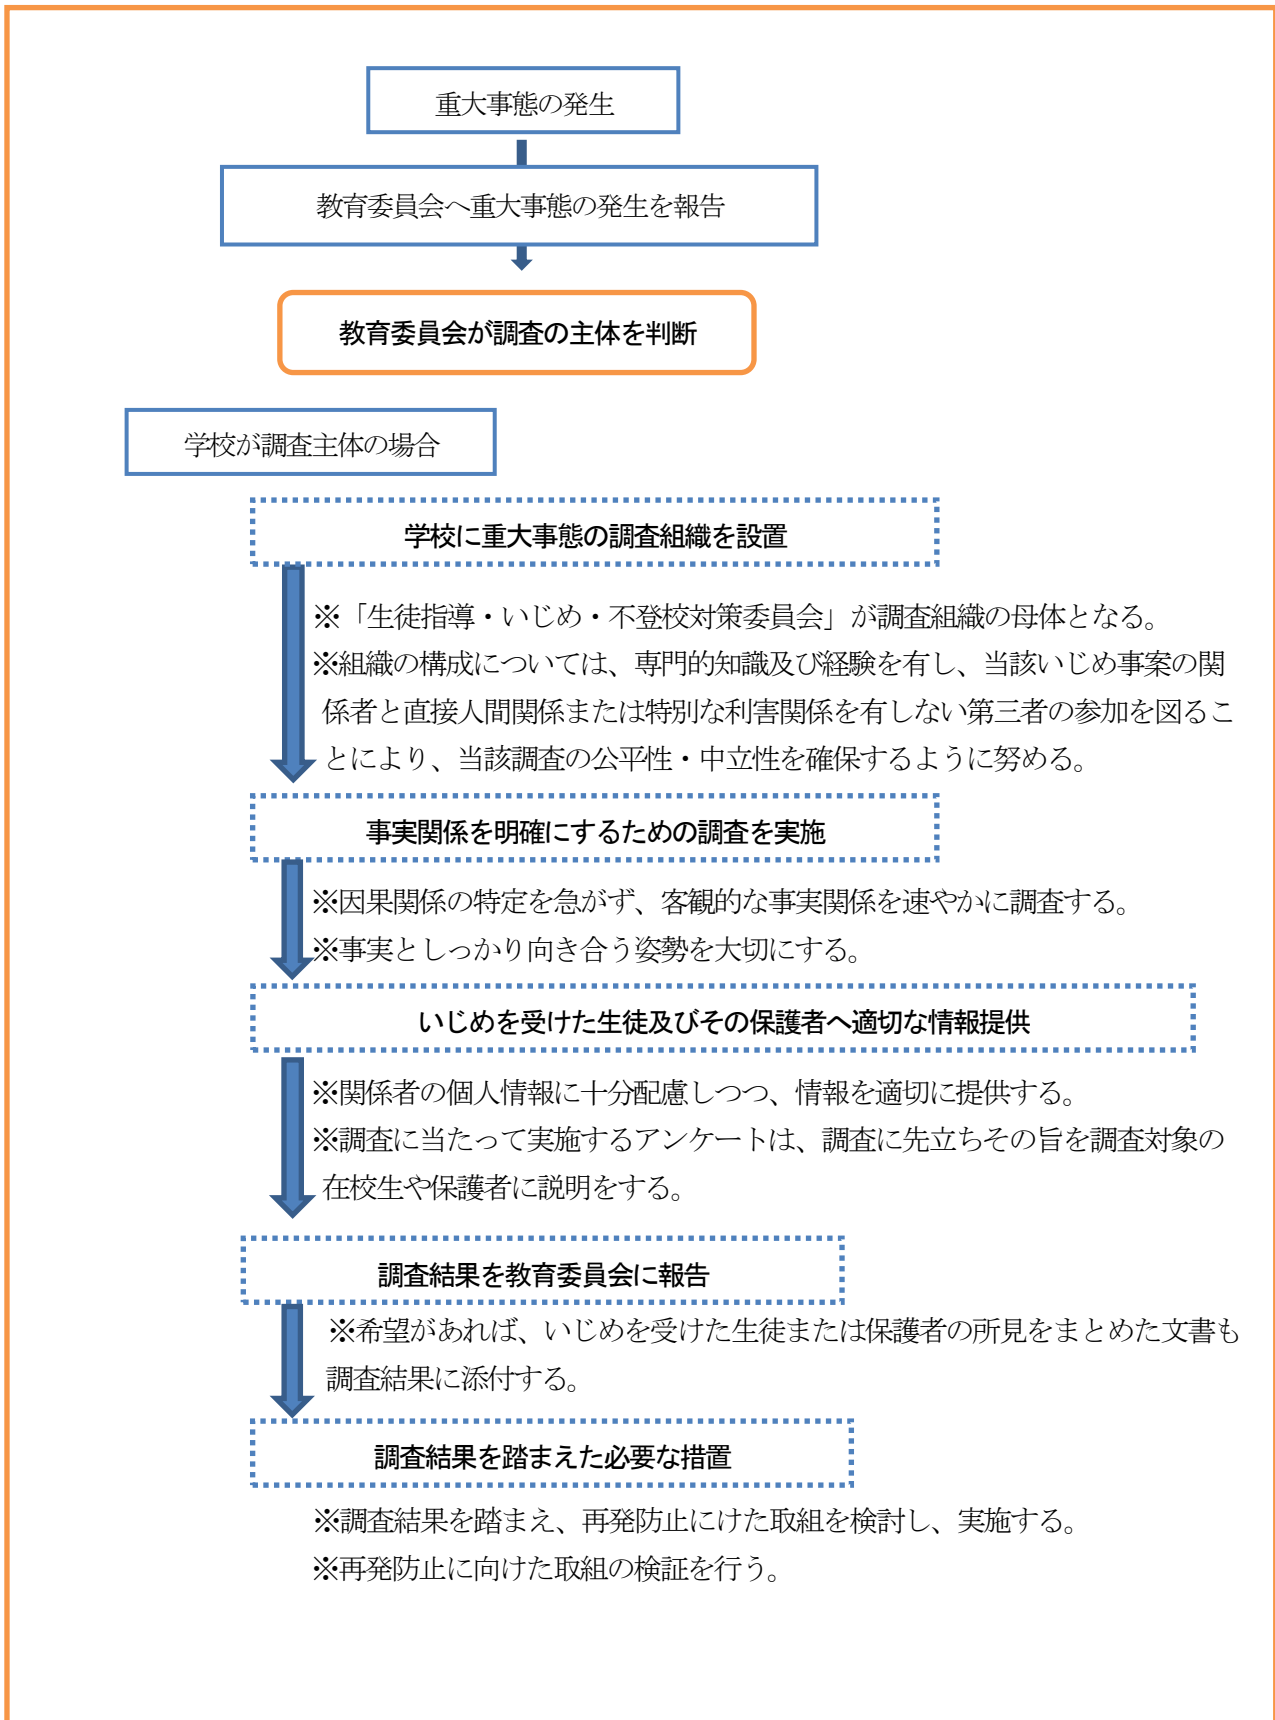 重大事態の発生
教育委員会へ重大事態の発生を報告
教育委員会が調査の主体を判断
学校が調査主体の場合
学校に重大事態の調査組織を設置
※「生徒指導・いじめ・不登校対策委員会」が調査組織の母体となる。
※組織の構成については、専門的知識及び経験を有し、当該いじめ事案の関
係者と直接人間関係または特別な利害関係を有しない第三者の参加を図るこ
とにより、当該調査の公平性・中立性を確保するように努める。
事実関係を明確にするための調査を実施
※因果関係の特定を急がず、客観的な事実関係を速やかに調査する。
※事実としっかり向き合う姿勢を大切にする。
いじめを受けた生徒及びその保護者へ適切な情報提供
※関係者の個人情報に十分配慮しつつ、情報を適切に提供する。
※調査に当たって実施するアンケートは、調査に先立ちその旨を調査対象の
在校生や保護者に説明をする。
調査結果を教育委員会に報告
※希望があれば、いじめを受けた生徒または保護者の所見をまとめた文書も
調査結果に添付する。
調査結果を踏まえた必要な措置
※調査結果を踏まえ、再発防止にけた取組を検討し、実施する。
※再発防止に向けた取組の検証を行う。